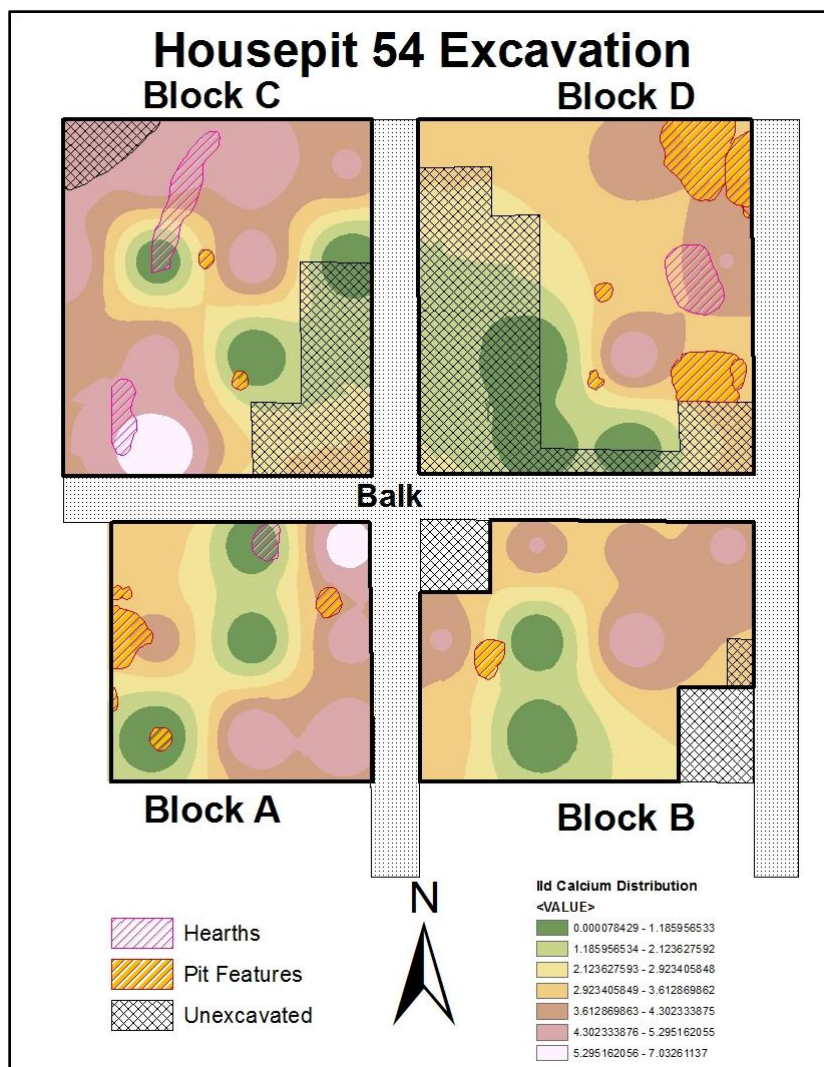 Housepit 54 Excavation
Block C
Block D
Balk
Block A
Block B
N
Hearths
Pit Features
Unexcavated
IId Calcium Distribution
<VALUE>
0.000078429 - 1.185956533
1.185956534 - 2.123627592
2.123627593 - 2.923405848
2.923405849 - 3.612869862
3.612869863 - 4.302333875
4.302333876 - 5.295162055
5.295162056 - 7.03261137